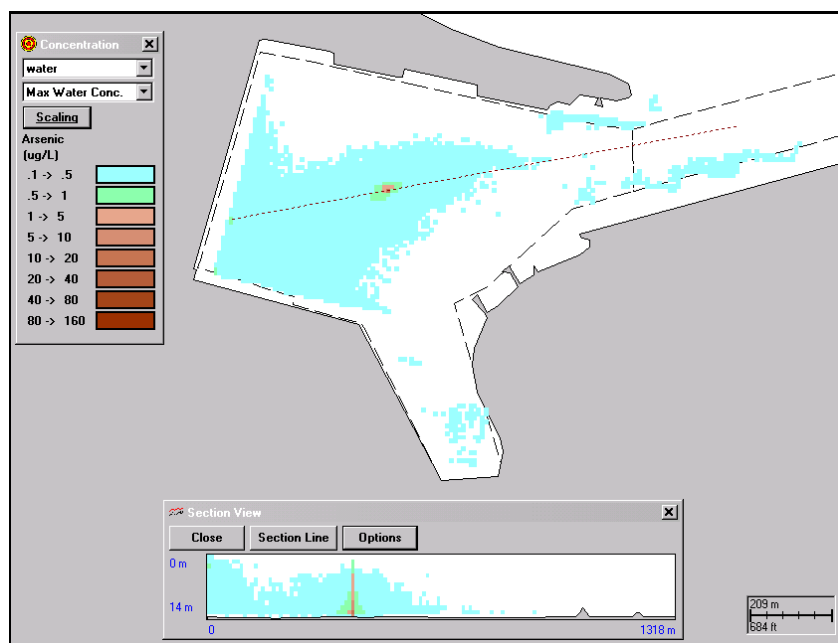 Concentration
water
Max Water Conc.
Scaling
Arsenic
(ug/L)
.1 -> .5
.5 -> 1
1 -> 5
5 -> 10
10 -> 20
20 -> 40
40 -> 80
80 -> 160
Section View
Close Section Line Options
0 m
14 m
0 1318 m
209 m
684 ft